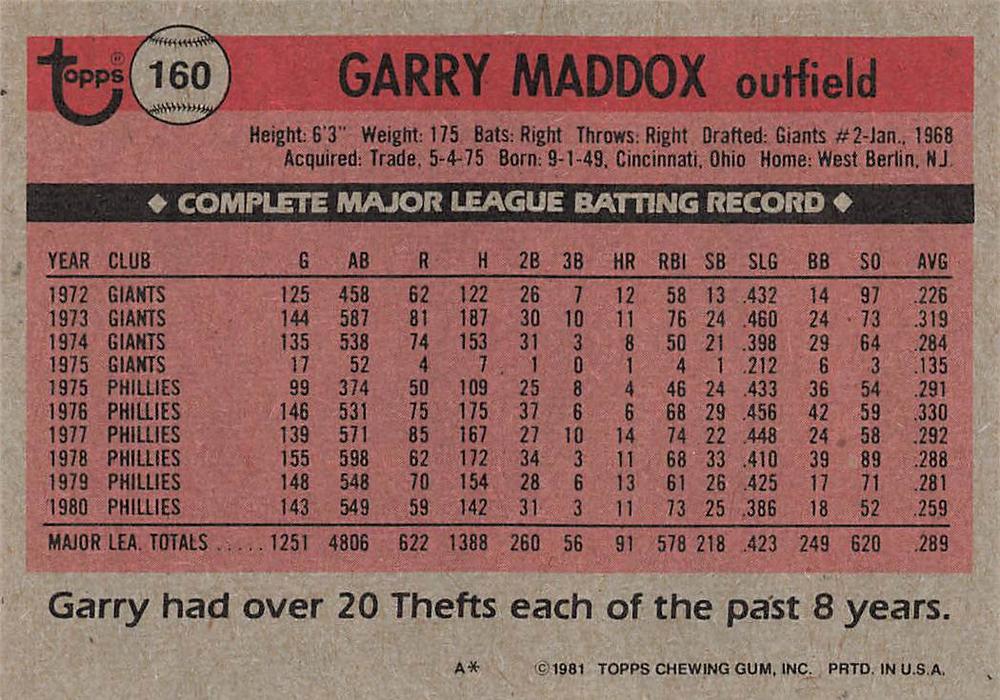 Topps® 160 GARRY MADDOX outfield
Height: 6'3" Weight: 175 Bats: Right Throws: Right Drafted: Giants #2-Jan., 1968
Acquired: Trade, 5-4-75 Born: 9-1-49, Cincinnati, Ohio Home: West Berlin, NJ
◆ COMPLETE MAJOR LEAGUE BATTING RECORD ◆
YEAR CLUB G AB R H 2B 3B HR RBI SB SLG BB SO AVG
1972 GIANTS 125 458 62 122 26 7 12 58 13 .432 14 97 .226
1973 GIANTS 144 587 81 187 30 10 11 76 24 .460 24 73 .319
1974 GIANTS 135 538 74 153 31 3 8 50 21 .398 29 64 .284
1975 GIANTS 17 52 4 7 1 0 1 4 1 .212 6 3 .135
1975 PHILLIES 99 374 50 109 25 8 4 46 24 .433 36 54 .291
1976 PHILLIES 146 531 75 175 37 6 6 68 29 .456 42 59 .330
1977 PHILLIES 139 571 85 167 27 10 14 74 22 .448 24 58 .292
1978 PHILLIES 155 598 62 172 34 3 11 68 33 .410 39 89 .288
1979 PHILLIES 148 548 70 154 28 6 13 61 26 .425 17 71 .281
1980 PHILLIES 143 549 59 142 31 3 11 73 25 .386 18 52 .259
MAJOR LEA. TOTALS ..... 1251 4806 622 1388 260 56 91 578 218 .423 249 620 .289
Garry had over 20 Thefts each of the past 8 years.
A* ©1981 TOPPS CHEWING GUM, INC. PRTD. IN U.S.A.